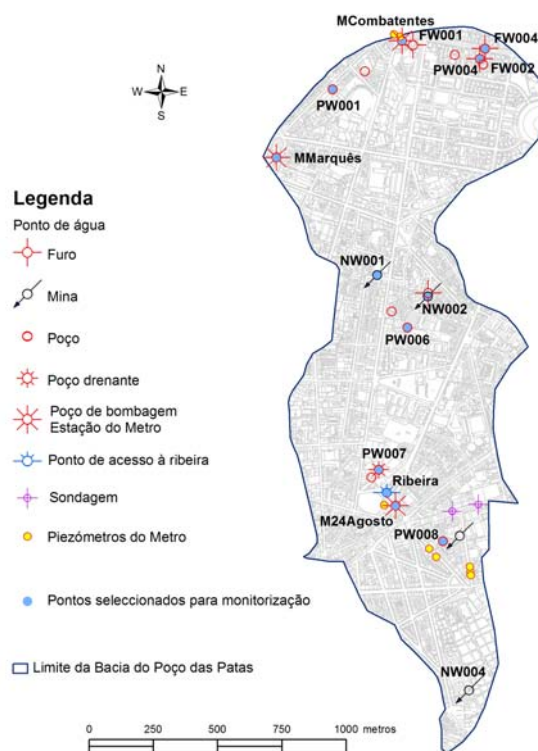 MCombatentes
FW001
FW004
PW004
FW002
PW001
N
W
E
S
MMarquês
Legenda
Ponto de água
Furo
Mina
Poço
Poço drenante
Poço de bombagem
Estação do Metro
Ponto de acesso à ribeira
Sondagem
Piezómetros do Metro
Pontos seleccionados para monitorização
Limite da Bacia do Poço das Patas
NW001
NW002
PW006
PW007
Ribeira
M24Agosto
PW008
NW004
0 250 500 750 1000 metros